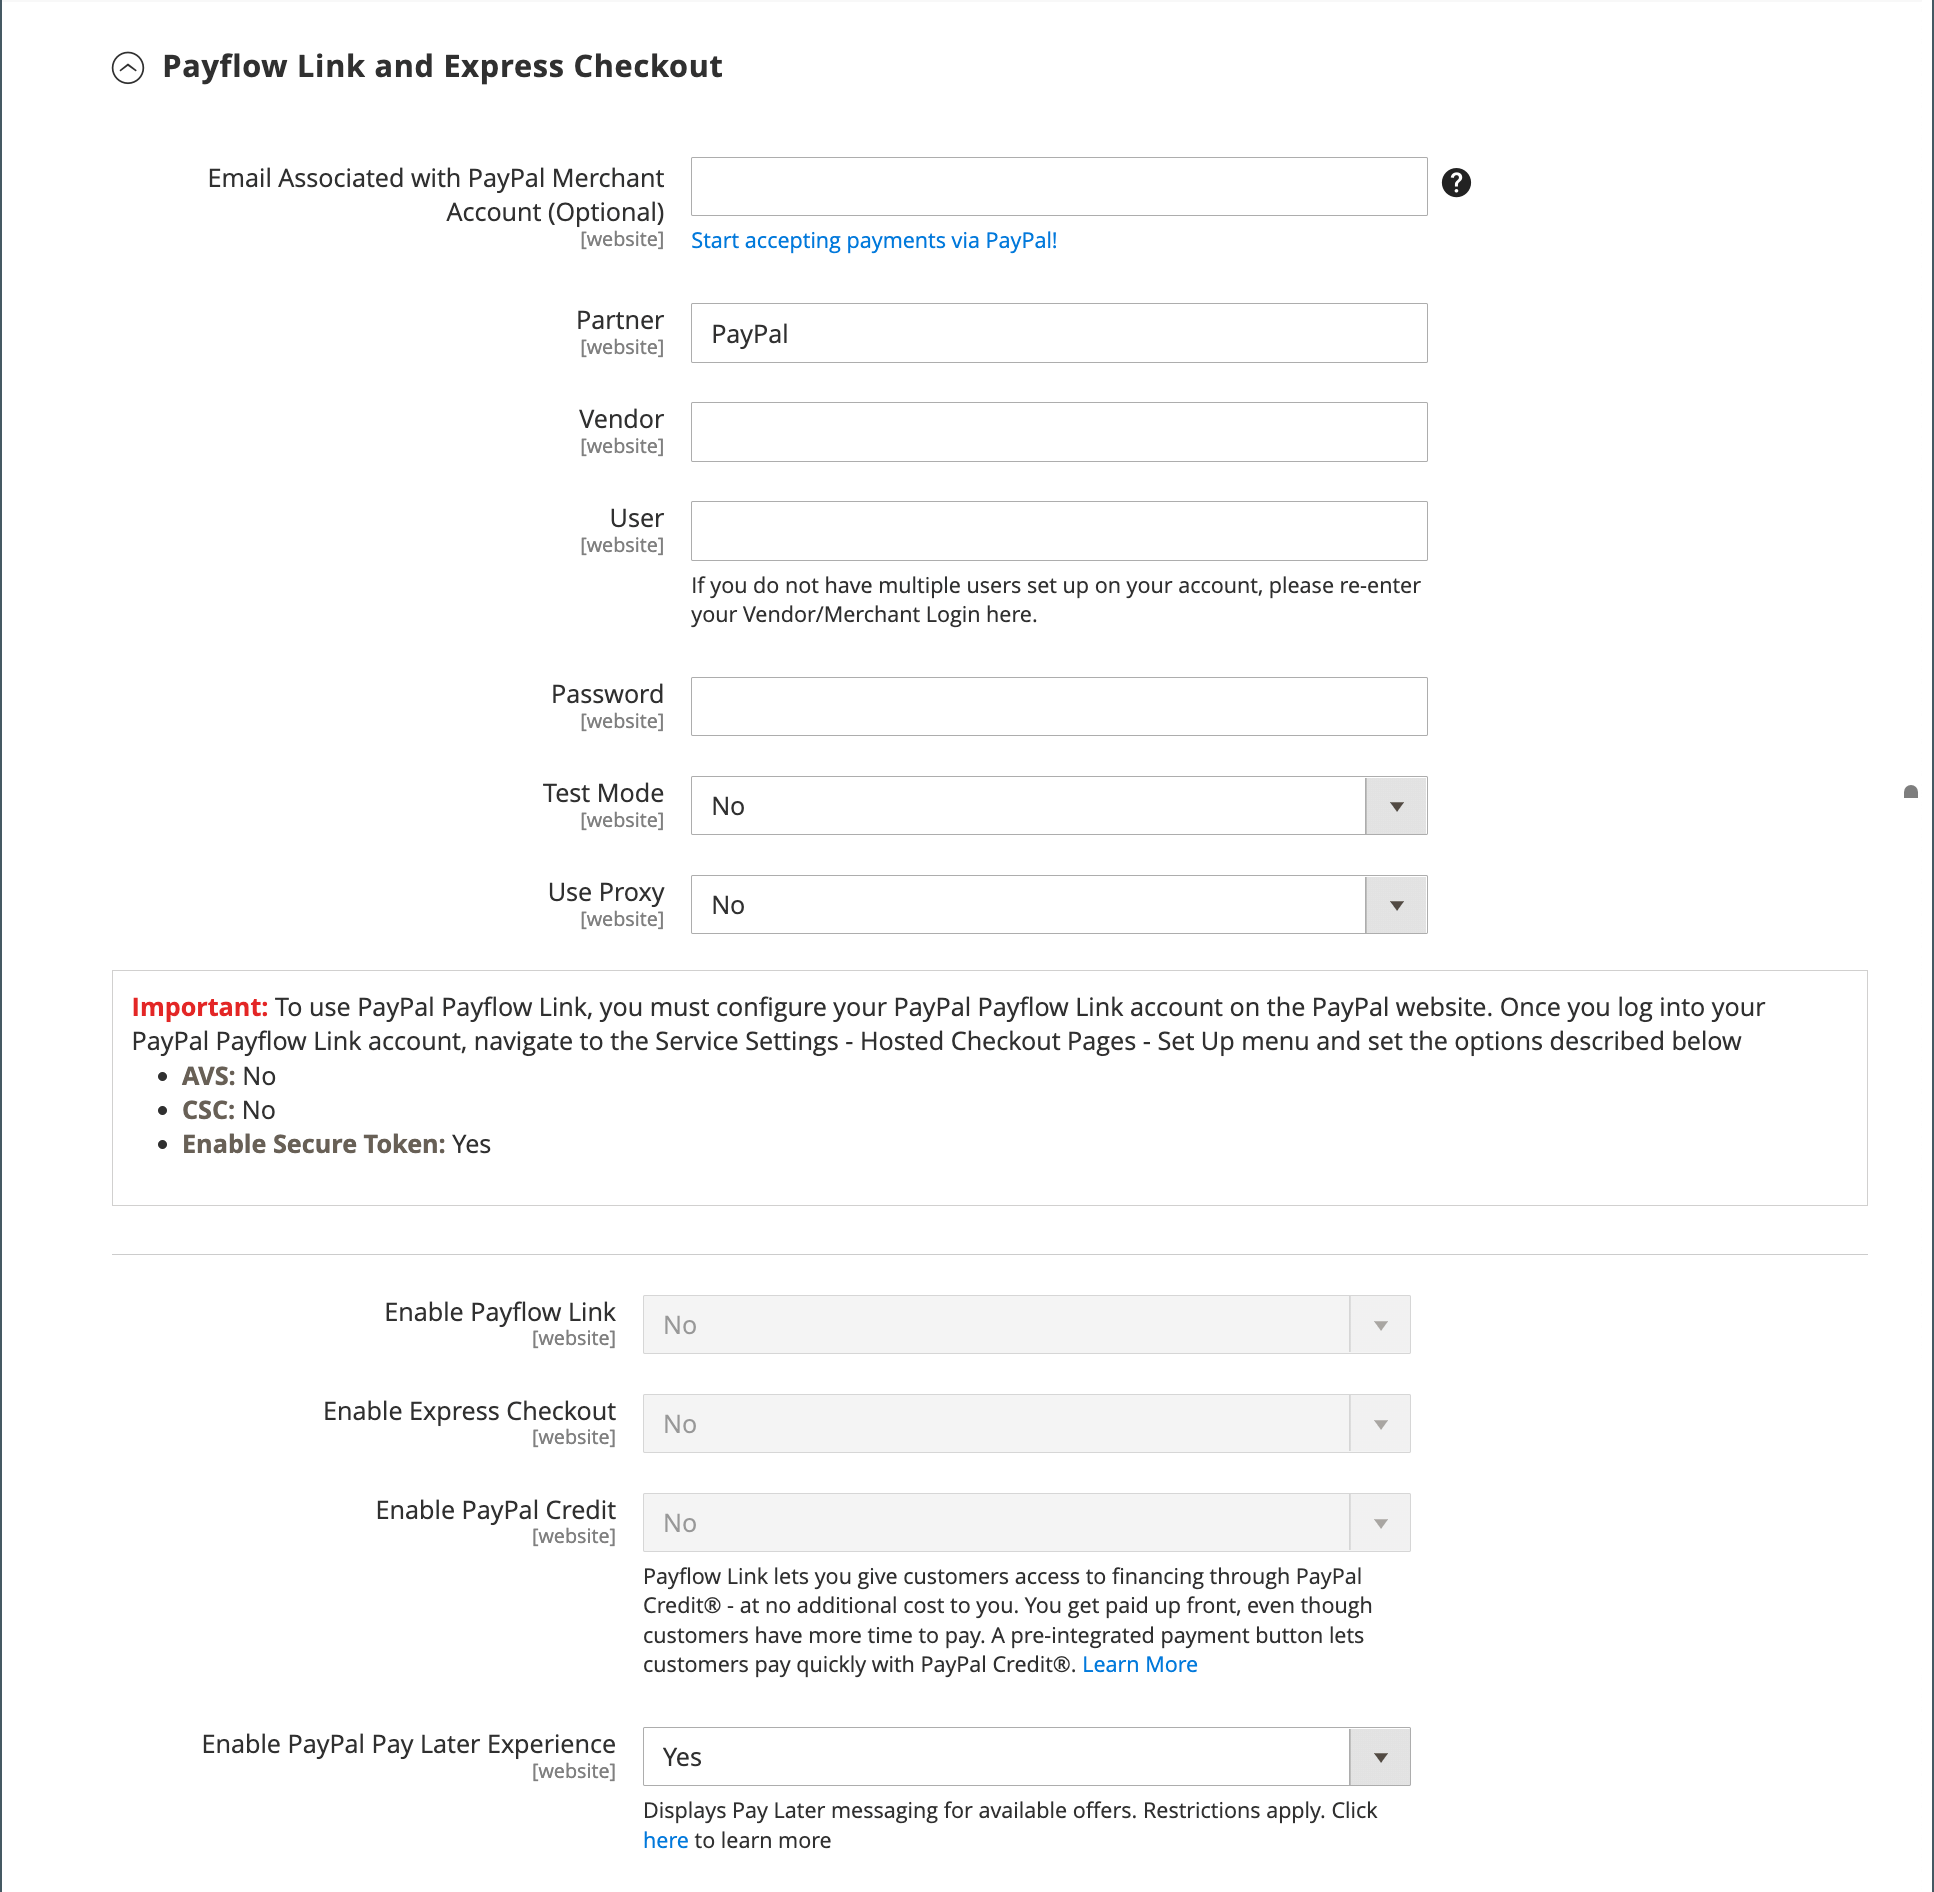 Payflow Link and Express Checkout
Email Associated with PayPal Merchant
Account (Optional)
[website]
Start accepting payments via PayPal!
Partner
[website]
PayPal
Vendor
[website]
User
[website]
If you do not have multiple users set up on your account, please re-enter
your Vendor/Merchant Login here.
Password
[website]
Test Mode
[website]
No
Use Proxy
[website]
No
Important: To use PayPal Payflow Link, you must configure your PayPal Payflow Link account on the PayPal website. Once you log into your
PayPal Payflow Link account, navigate to the Service Settings - Hosted Checkout Pages - Set Up menu and set the options described below
• AVS: No
• CSC: No
• Enable Secure Token: Yes
Enable Payflow Link
[website]
No
Enable Express Checkout
[website]
No
Enable PayPal Credit
[website]
No
Payflow Link lets you give customers access to financing through PayPal
Credit® - at no additional cost to you. You get paid up front, even though
customers have more time to pay. A pre-integrated payment button lets
customers pay quickly with PayPal Credit®. Learn More
Enable PayPal Pay Later Experience
[website]
Yes
Displays Pay Later messaging for available offers. Restrictions apply. Click
here to learn more